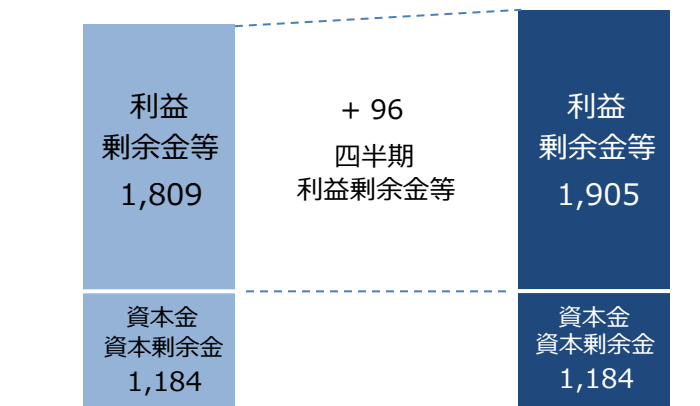 利益
剰余金等
1,809
+ 96
四半期
利益剰余金等
利益
剰余金等
1,905
資本金
資本剰余金
1,184
資本金
資本剰余金
1,184